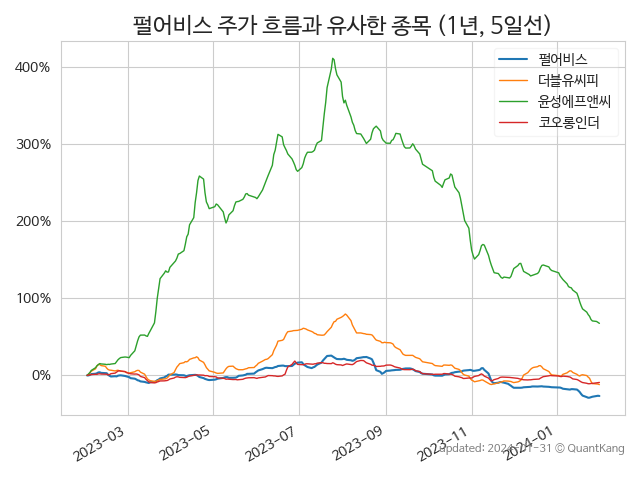 펄어비스 주가 흐름과 유사한 종목 (1년, 5일선)
펄어비스
더블유씨피
윤성에프앤씨
코오롱인더
400%
300%
200%
100%
0%
2023-03
2023-05
2023-07
2023-09
2023-11
2024-01
updated: 2024-01-31 © QuantKang